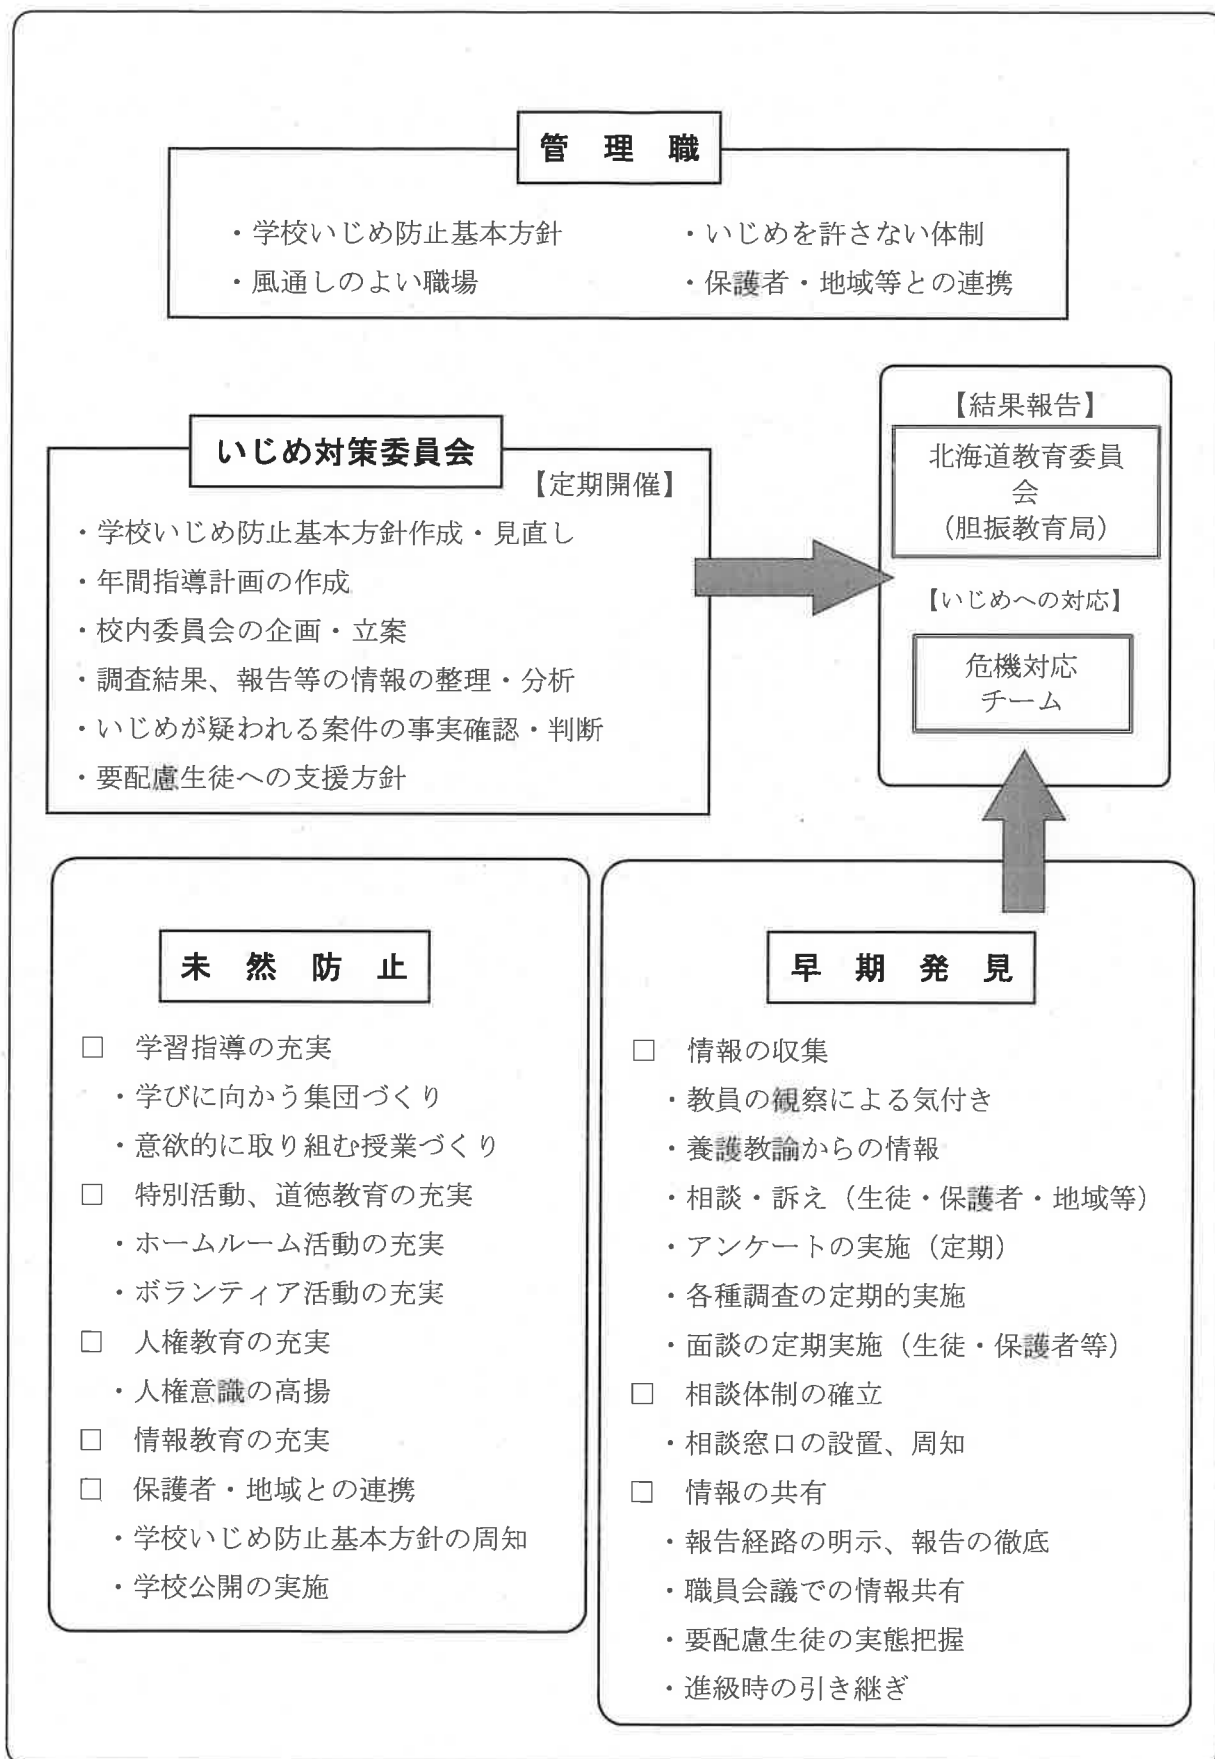 管理職
・学校いじめ防止基本方針
・いじめを許さない体制
・風通しのよい職場
・保護者・地域等との連携
いじめ対策委員会
【定期開催】
・学校いじめ防止基本方針作成・見直し
・年間指導計画の作成
・校内委員会の企画・立案
・調査結果、報告等の情報の整理・分析
・いじめが疑われる案件の事実確認・判断
・要配慮生徒への支援方針
【結果報告】
北海道教育委員
会
（胆振教育局）
【いじめへの対応】
危機対応
チーム
未然防止
□ 学習指導の充実
・学びに向かう集団づくり
・意欲的に取り組む授業づくり
□ 特別活動、道徳教育の充実
・ホームルーム活動の充実
・ボランティア活動の充実
□ 人権教育の充実
・人権意識の高揚
□ 情報教育の充実
□ 保護者・地域との連携
・学校いじめ防止基本方針の周知
・学校公開の実施
早期発見
□ 情報の収集
・教員の観察による気付き
・養護教諭からの情報
・相談・訴え（生徒・保護者・地域等）
・アンケートの実施（定期）
・各種調査の定期的実施
・面談の定期実施（生徒・保護者等）
□ 相談体制の確立
・相談窓口の設置、周知
□ 情報の共有
・報告経路の明示、報告の徹底
・職員会議での情報共有
・要配慮生徒の実態把握
・進級時の引き継ぎ